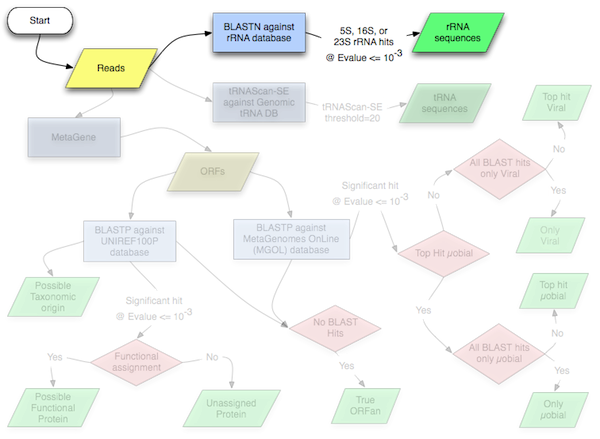 Start
BLASTN against
rRNA database
5S, 16S, or
23S rRNA hits
@ Evalue <= 10^-3
rRNA
sequences
Reads
tRNAScan-SE
against Genomic
tRNA DB
tRNAScan-SE
threshold=20
tRNA
sequences
Top hit
Viral
MetaGene
No
All BLAST hits
only Viral
ORFs
Significant hit
@ Evalue <= 10^-3
No
Yes
BLASTP against
UNIREF100P
database
BLASTP against
MetaGenomes OnLine
(MGOL) database
Only
Viral
Top Hit µobial
Possible
Taxonomic
origin
Top hit
µobial
Significant hit
@ Evalue <= 10^-3
No BLAST
Hits
Yes
No
Yes
Functional
assignment
No
All BLAST hits
only µobial
Yes
Yes
Possible
Functional
Protein
Unassigned
Protein
True
ORFan
Only
µobial